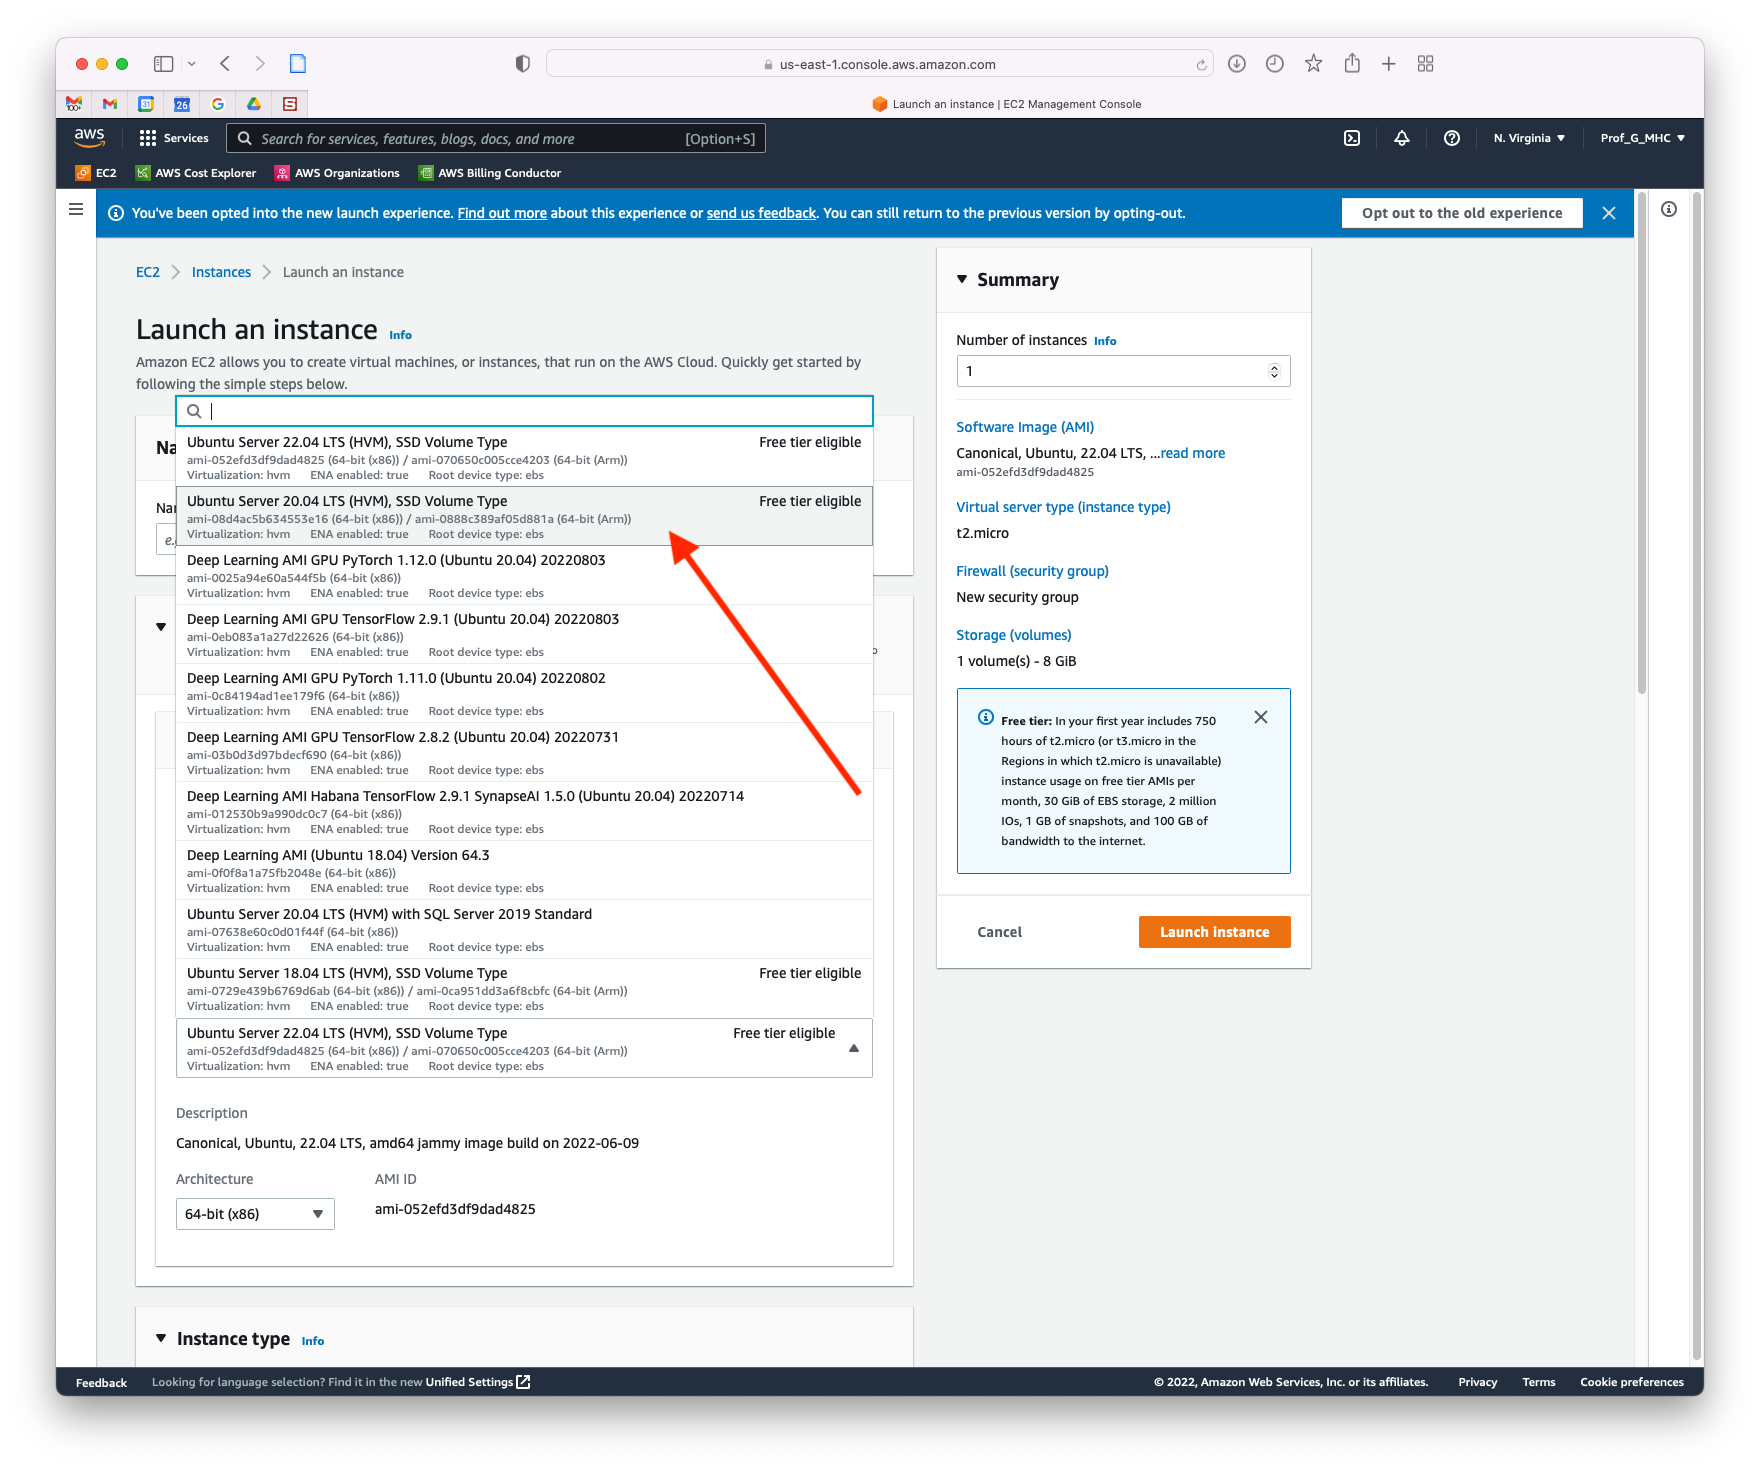 us-east-1.console.aws.amazon.com
Launch an instance | EC2 Management Console
aws
Services
Search for services, features, blogs, docs, and more
[Option+S]
N. Virginia
Prof_G_MHC
EC2
AWS Cost Explorer
AWS Organizations
AWS Billing Conductor
You've been opted into the new launch experience. Find out more about this experience or send us feedback. You can still return to the previous version by opting-out.
Opt out to the old experience
EC2
Instances
Launch an instance
Launch an instance Info
Amazon EC2 allows you to create virtual machines, or instances, that run on the AWS Cloud. Quickly get started by
following the simple steps below.
Ubuntu Server 22.04 LTS (HVM), SSD Volume Type Free tier eligible
ami-052efd3df9dad4825 (64-bit (x86)) / ami-070650c005cce4203 (64-bit (Arm))
Virtualization: hvm ENA enabled: true Root device type: ebs
Ubuntu Server 20.04 LTS (HVM), SSD Volume Type Free tier eligible
ami-08d4ac5b634553e16 (64-bit (x86)) / ami-0888c389af05d881a (64-bit (Arm))
Virtualization: hvm ENA enabled: true Root device type: ebs
Deep Learning AMI GPU PyTorch 1.12.0 (Ubuntu 20.04) 20220803
ami-0025a94e60a544f5b (64-bit (x86))
Virtualization: hvm ENA enabled: true Root device type: ebs
Deep Learning AMI GPU TensorFlow 2.9.1 (Ubuntu 20.04) 20220803
ami-0eb083a1a27d22626 (64-bit (x86))
Virtualization: hvm ENA enabled: true Root device type: ebs
Deep Learning AMI GPU PyTorch 1.11.0 (Ubuntu 20.04) 20220802
ami-0c84194ad1ee179f6 (64-bit (x86))
Virtualization: hvm ENA enabled: true Root device type: ebs
Deep Learning AMI GPU TensorFlow 2.8.2 (Ubuntu 20.04) 20220731
ami-03b0d3d97bdecf690 (64-bit (x86))
Virtualization: hvm ENA enabled: true Root device type: ebs
Deep Learning AMI Habana TensorFlow 2.9.1 SynapseAI 1.5.0 (Ubuntu 20.04) 20220714
ami-012530b9a990dc0c7 (64-bit (x86))
Virtualization: hvm ENA enabled: true Root device type: ebs
Deep Learning AMI (Ubuntu 18.04) Version 64.3
ami-0f0f8a1a75fb2048e (64-bit (x86))
Virtualization: hvm ENA enabled: true Root device type: ebs
Ubuntu Server 20.04 LTS (HVM) with SQL Server 2019 Standard
ami-07638e60c0d01f44f (64-bit (x86))
Virtualization: hvm ENA enabled: true Root device type: ebs
Ubuntu Server 18.04 LTS (HVM), SSD Volume Type Free tier eligible
ami-0729e439b6769d6ab (64-bit (x86)) / ami-0ca951dd3a6f8cbfc (64-bit (Arm))
Virtualization: hvm ENA enabled: true Root device type: ebs
Ubuntu Server 22.04 LTS (HVM), SSD Volume Type Free tier eligible
ami-052efd3df9dad4825 (64-bit (x86)) / ami-070650c005cce4203 (64-bit (Arm))
Virtualization: hvm ENA enabled: true Root device type: ebs
Description
Canonical, Ubuntu, 22.04 LTS, amd64 jammy image build on 2022-06-09
Architecture AMI ID
64-bit (x86) ami-052efd3df9dad4825
Instance type Info
Summary
Number of instances Info
1
Software Image (AMI)
Canonical, Ubuntu, 22.04 LTS, ...read more
ami-052efd3df9dad4825
Virtual server type (instance type)
t2.micro
Firewall (security group)
New security group
Storage (volumes)
1 volume(s) - 8 GiB
Free tier: In your first year includes 750
hours of t2.micro (or t3.micro in the
Regions in which t2.micro is unavailable)
instance usage on free tier AMIs per
month, 30 GiB of EBS storage, 2 million
IOs, 1 GB of snapshots, and 100 GB of
bandwidth to the internet.
Cancel
Launch instance
Feedback
Looking for language selection? Find it in the new Unified Settings
© 2022, Amazon Web Services, Inc. or its affiliates.
Privacy
Terms
Cookie preferences